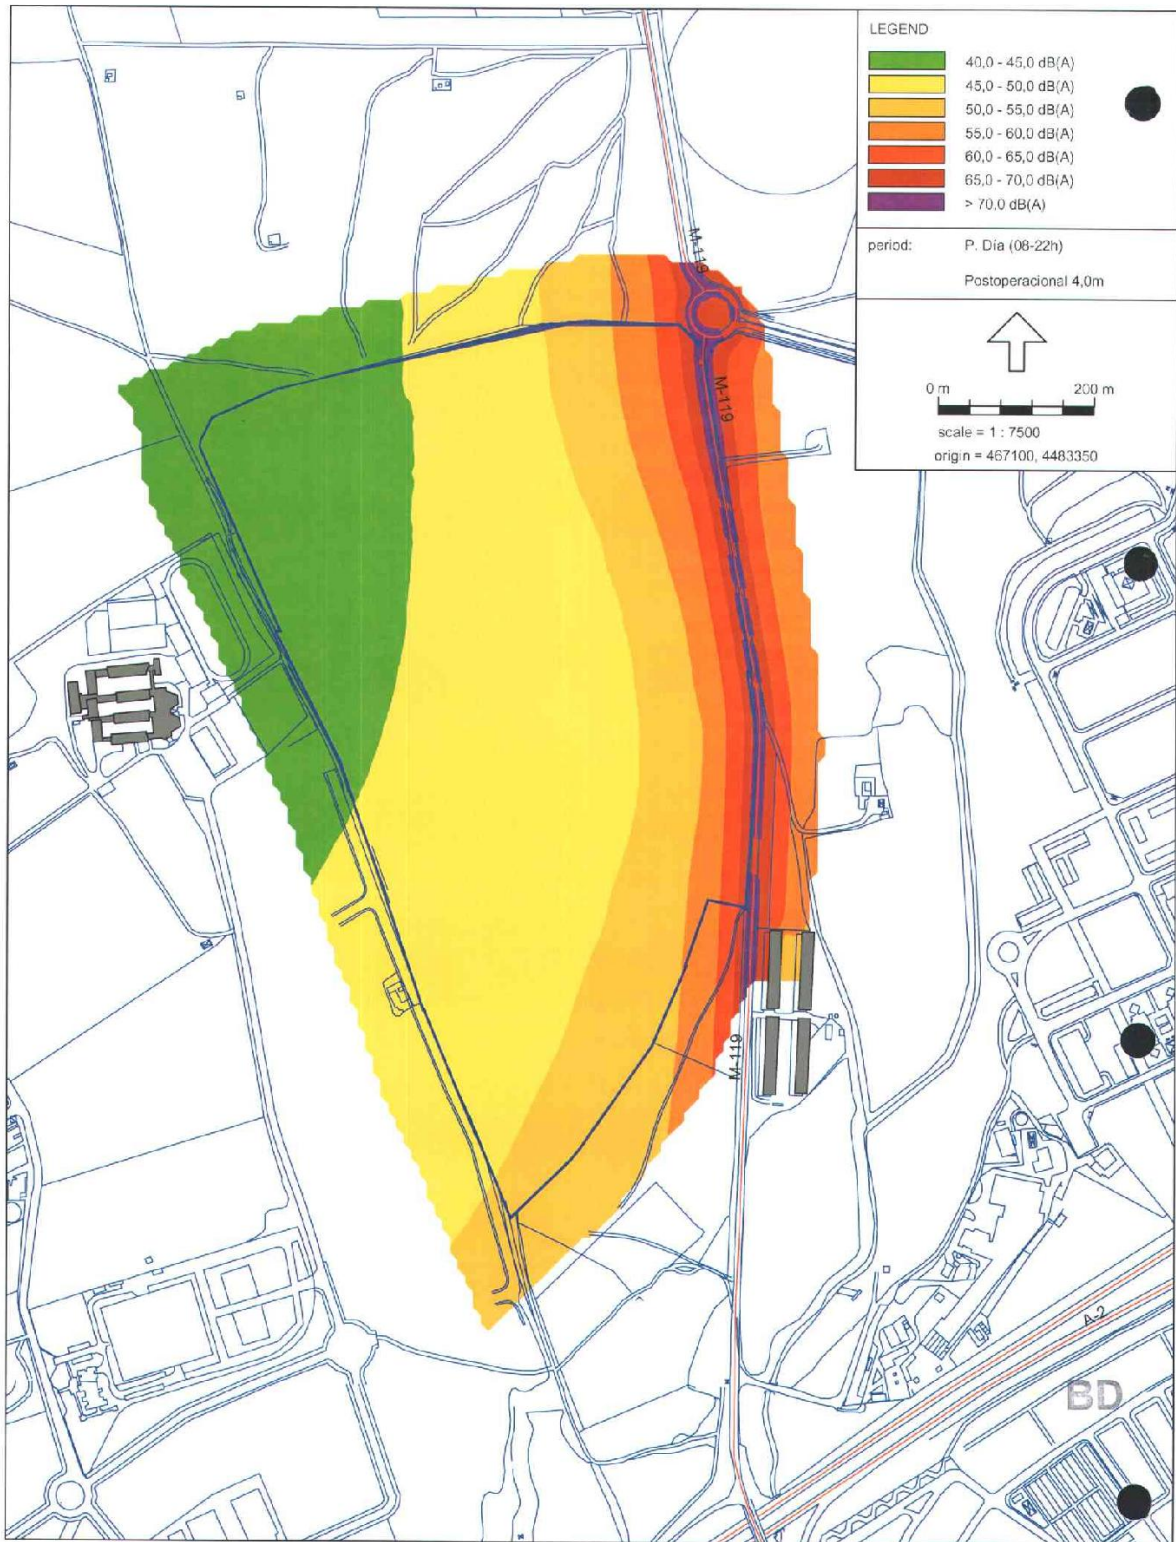 LEGEND
40,0 - 45,0 dB(A)
45,0 - 50,0 dB(A)
50,0 - 55,0 dB(A)
55,0 - 60,0 dB(A)
60,0 - 65,0 dB(A)
65,0 - 70,0 dB(A)
> 70,0 dB(A)
period: P. Día (08-22h)
Postoperacional 4,0m
0 m 200 m
scale = 1 : 7500
origin = 467100, 4483350
M-119
M-119
M-119
A-2
BD